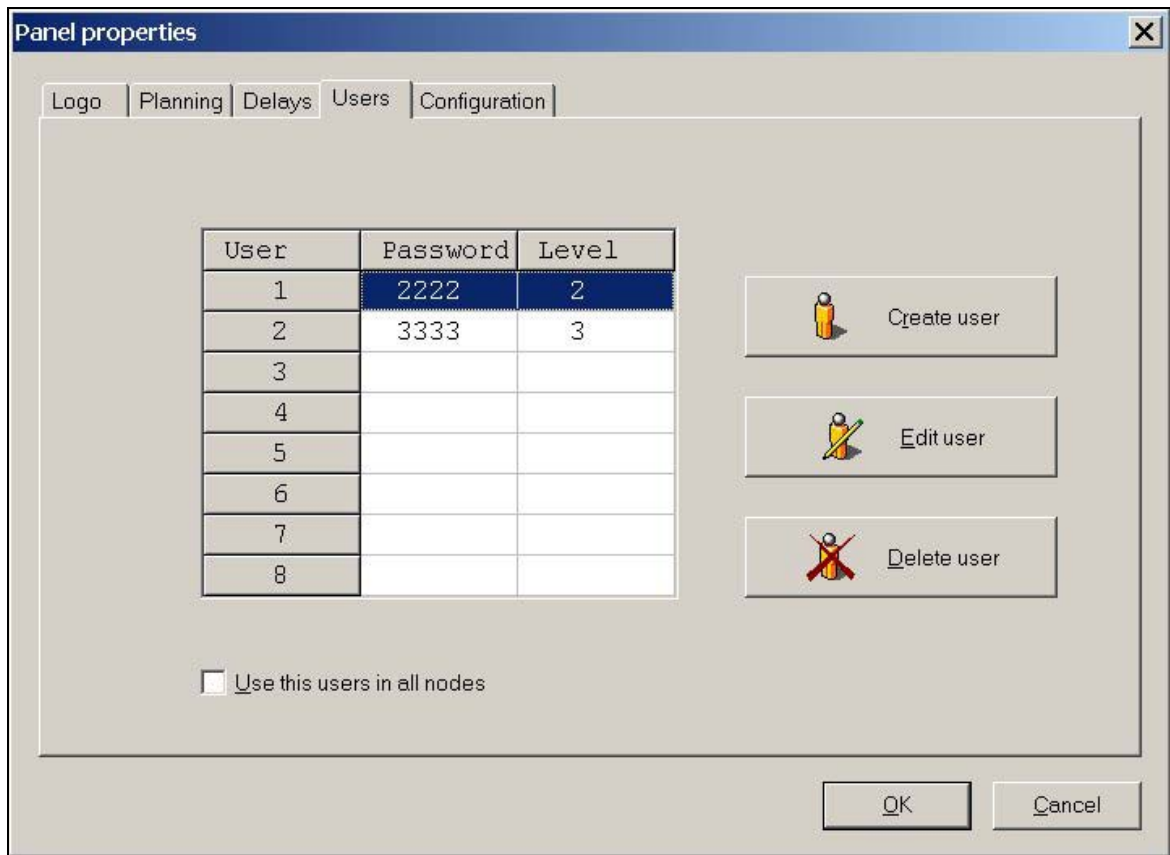 Panel properties
Logo Planning Delays Users Configuration
User Password Level
1 2222 2
2 3333 3
3
4
5
6
7
8
Create user
Edit user
Delete user
Use this users in all nodes
OK Cancel